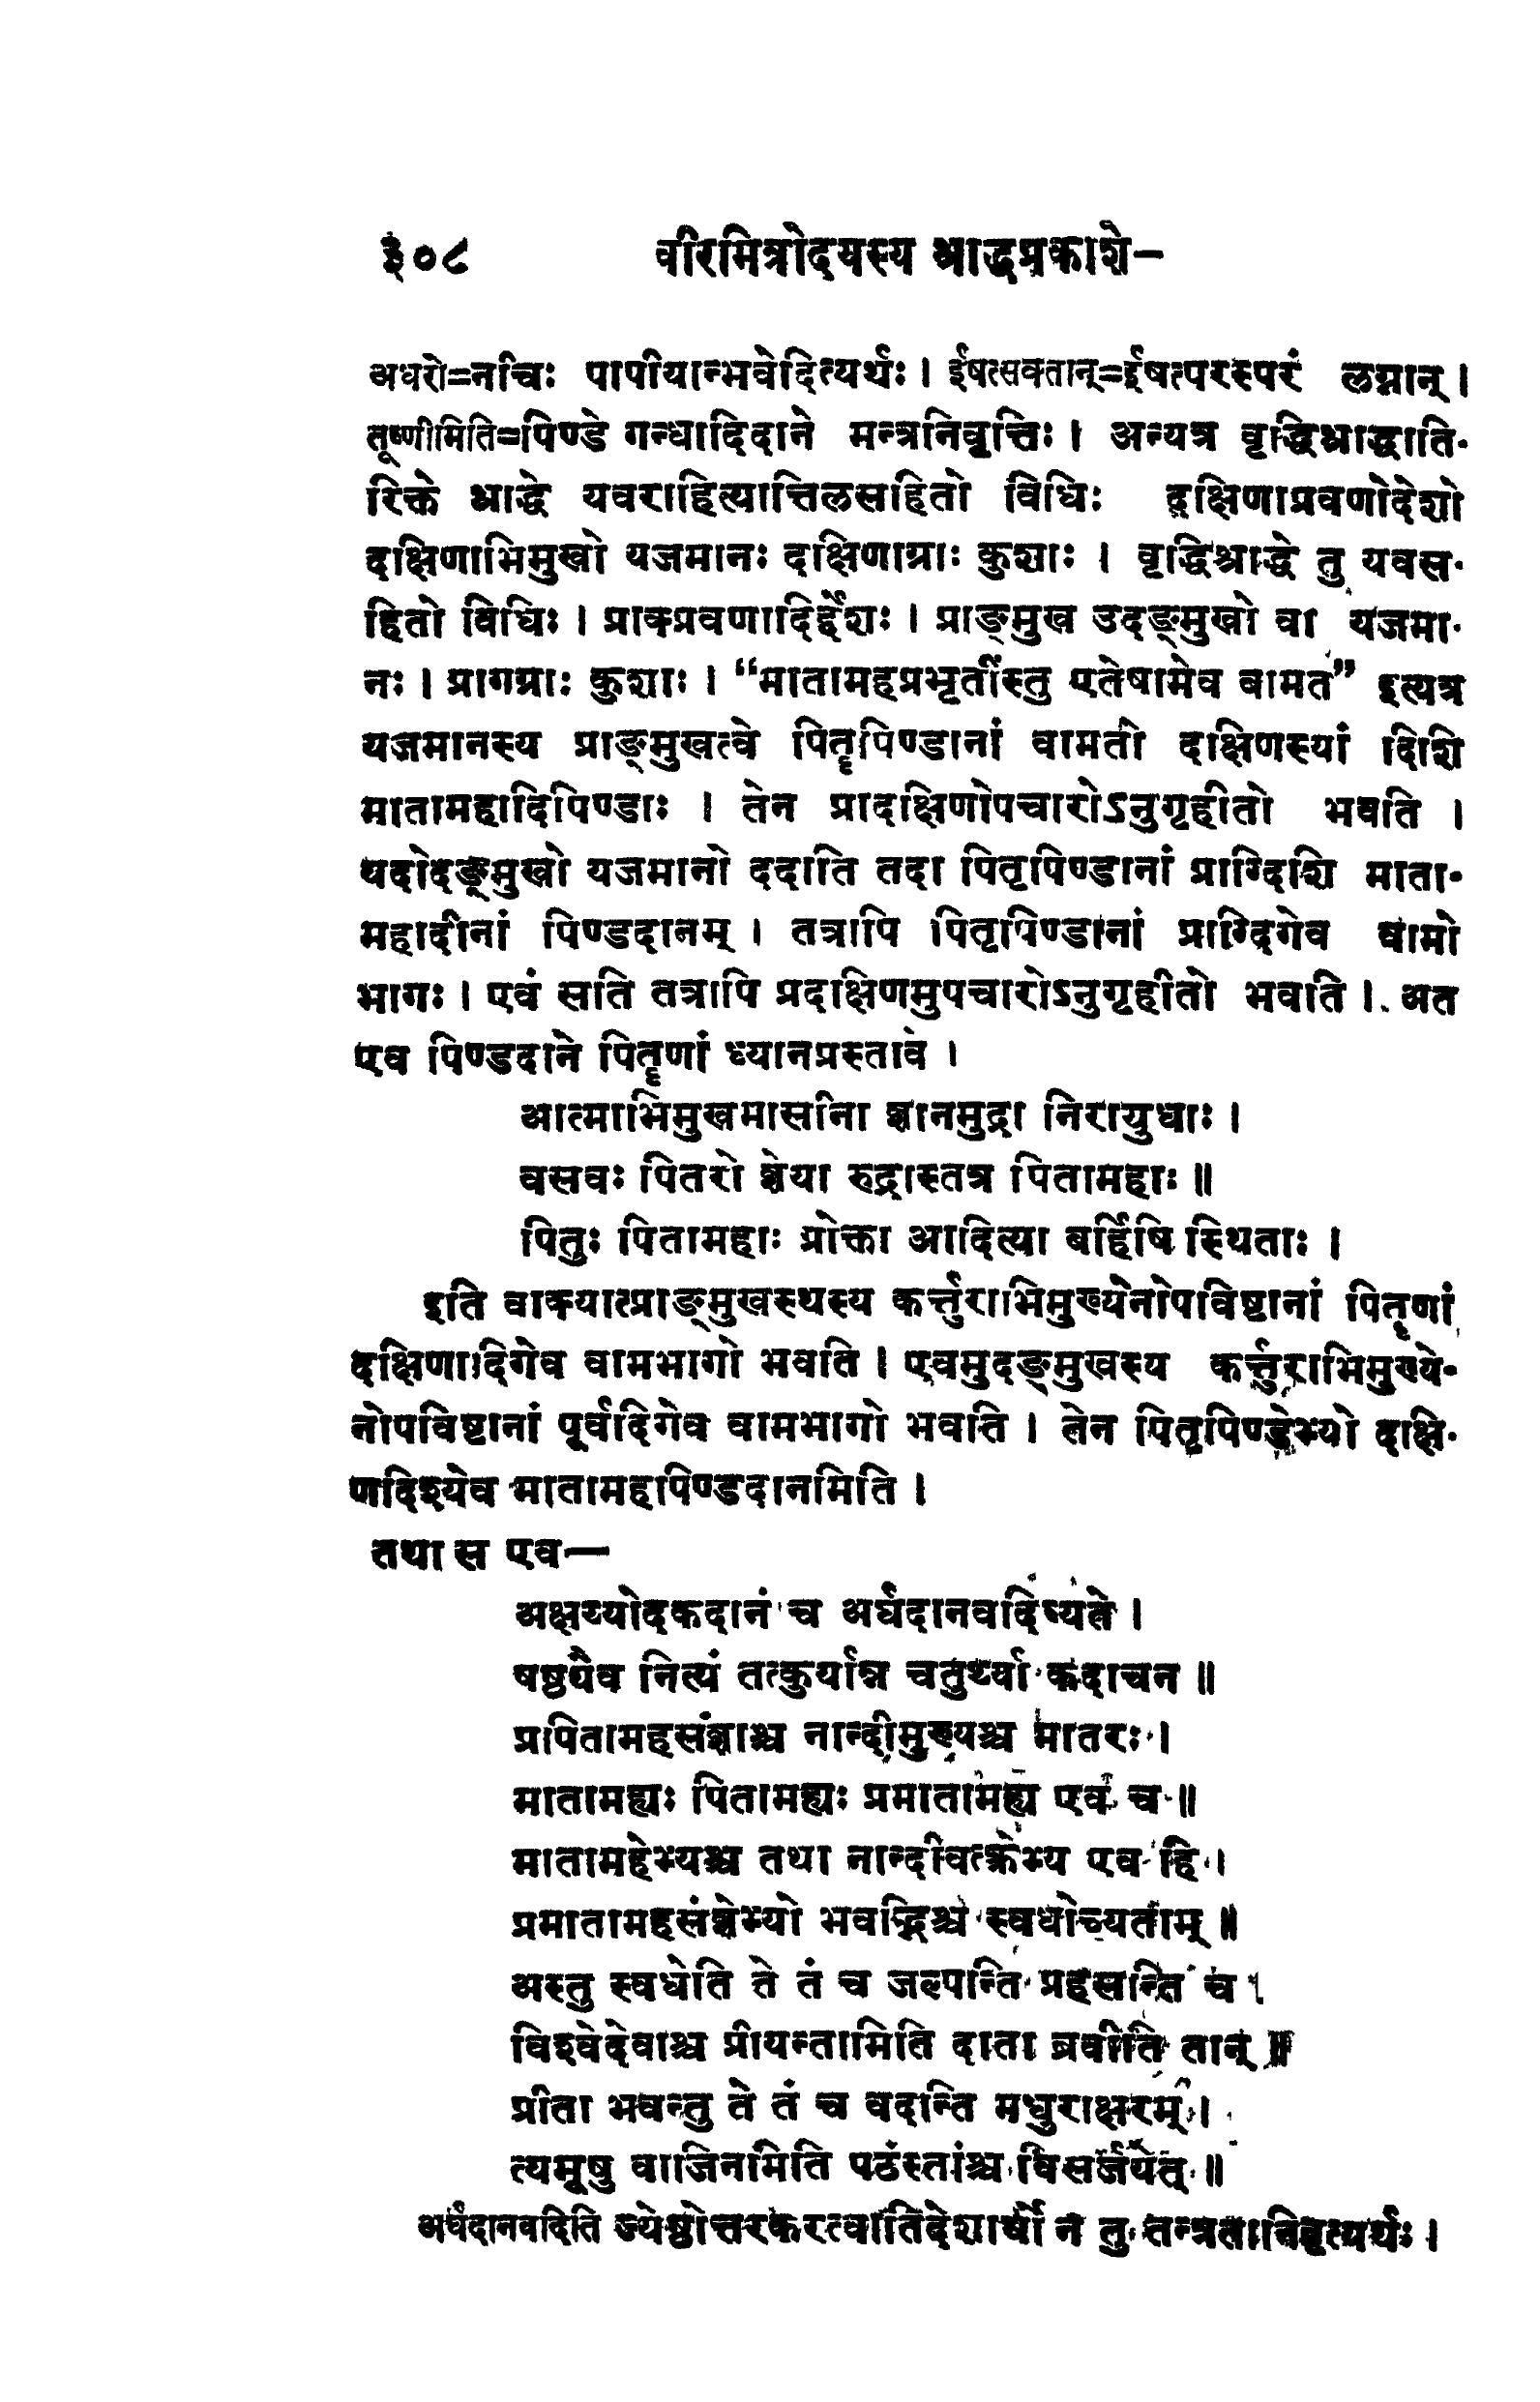 ३०८ वीरमित्रोदयस्य श्राद्धप्रकाशे-
अधरो=नीचः पापीयान्भवेदित्यर्थः । ईषत्सक्तान्=ईषत्परस्परं लग्नान् ।
तूष्णीमिति=पिण्डे गन्धादिदाने मन्त्रनिवृत्तिः । अन्यत्र वृद्धिश्राद्धाति-
रिक्ते श्राद्धे यवराहित्यात्तिलसहितो विधिः दक्षिणाप्रवणोदेशो
दक्षिणाभिमुखो यजमानः दक्षिणाग्राः कुशाः । वृद्धिश्राद्धे तु यवस-
हितो विधिः । प्राक्प्रवणादिर्द्देशः । प्राङ्मुख उदङ्मुखो वा यजमा-
नः । प्रागग्राः कुशाः । “मातामहप्रभृतींस्तु एतेषामेव वामत” इत्यत्र
यजमानस्य प्राङ्मुखत्वे पितॄपिण्डानां वामतो दक्षिणस्यां दिशि
मातामहादिपिण्डाः । तेन प्रादक्षिणोपचारोऽनुगृहीतो भवति ।
यदोदङ्मुखो यजमानो ददाति तदा पितृपिण्डानां प्राग्दिशि माता-
महादीनां पिण्डदानम् । तत्रापि पितृपिण्डानां प्राग्दिगेव वामो
भागः । एवं सति तत्रापि प्रदक्षिणमुपचारोऽनुगृहीतो भवति । अत
एव पिण्डदाने पितॄणां ध्यानप्रस्तावे ।
आत्माभिमुखमासीना ज्ञानमुद्रा निरायुधाः ।
वसवः पितरो ज्ञेया रुद्रास्तत्र पितामहाः ॥
पितुः पितामहाः प्रोक्ता आदित्या बर्हिषि स्थिताः ।
इति वाक्यात्प्राङ्मुखस्थस्य कर्त्तुराभिमुख्येनोपविष्टानां पितॄणां
दक्षिणादिगेव वामभागो भवति । एवमुदङ्मुखस्य कर्त्तुराभिमुख्ये-
नोपविष्टानां पूर्वदिगेव वामभागो भवति । तेन पितृपिण्डेभ्यो दक्षि-
णदिश्येव मातामहपिण्डदानमिति ।
तथा स एव—
अक्षय्योदकदानं च अर्घदानवदिष्यते ।
षष्ठ्यैव नित्यं तत्कुर्यान्न चतुर्थ्या कदाचन ॥
प्रपितामहसंज्ञाश्च नान्दीमुख्यश्च मातरः ।
मातामह्यः पितामह्यः प्रमातामह्य एव च ॥
मातामहेभ्यश्च तथा नान्दीवक्त्रेभ्य एव हि ।
प्रमातामहसंज्ञेभ्यो भवद्भिश्च स्वधोच्यताम् ॥
अस्तु स्वधेति ते तं च जल्पन्ति प्रहसन्ति च ।
विश्वेदेवाश्च प्रीयन्तामिति दाता ब्रवीति तान् ॥
प्रीता भवन्तु ते तं च वदन्ति मधुराक्षरम् ।
त्यमूषु वाजिनमिति पठंस्तांश्च विसर्जयेत् ॥
अर्घदानवदिति ज्येष्ठोत्तरकरत्वातिदेशार्थो न तु तन्त्रतानिवृत्यर्थः ।